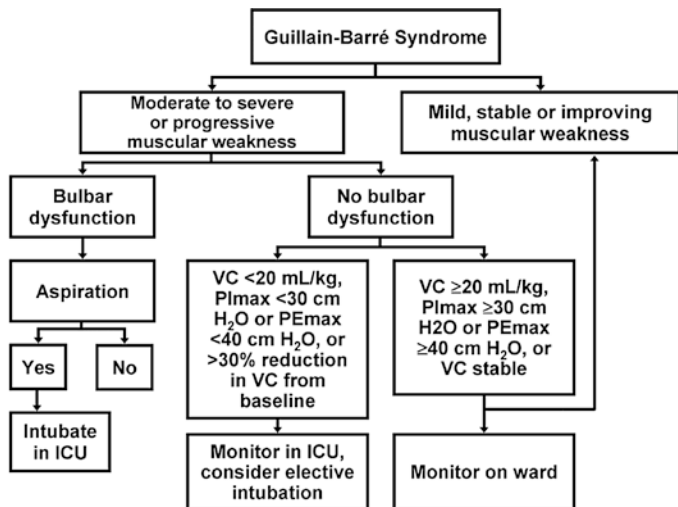 Guillain-Barré Syndrome
Moderate to severe
or progressive
muscular weakness
Mild, stable or improving
muscular weakness
Bulbar
dysfunction
No bulbar
dysfunction
Aspiration
VC <20 mL/kg,
PImax <30 cm
H₂O or PEmax
<40 cm H₂O, or
>30% reduction
in VC from
baseline
VC ≥20 mL/kg,
PImax ≥30 cm
H2O or PEmax
≥40 cm H₂O, or
VC stable
Yes
No
Intubate
in ICU
Monitor in ICU,
consider elective
intubation
Monitor on ward